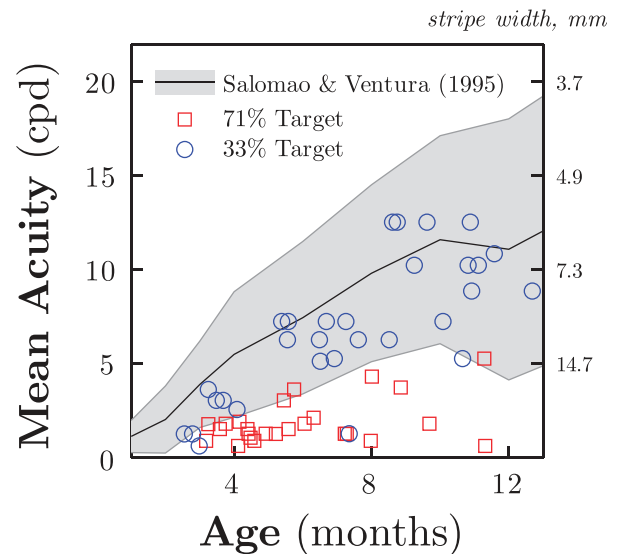 stripe width, mm
Mean Acuity (cpd)
20
15
10
5
0
Salomao & Ventura (1995)
71% Target
33% Target
3.7
4.9
7.3
14.7
4
8
12
Age (months)